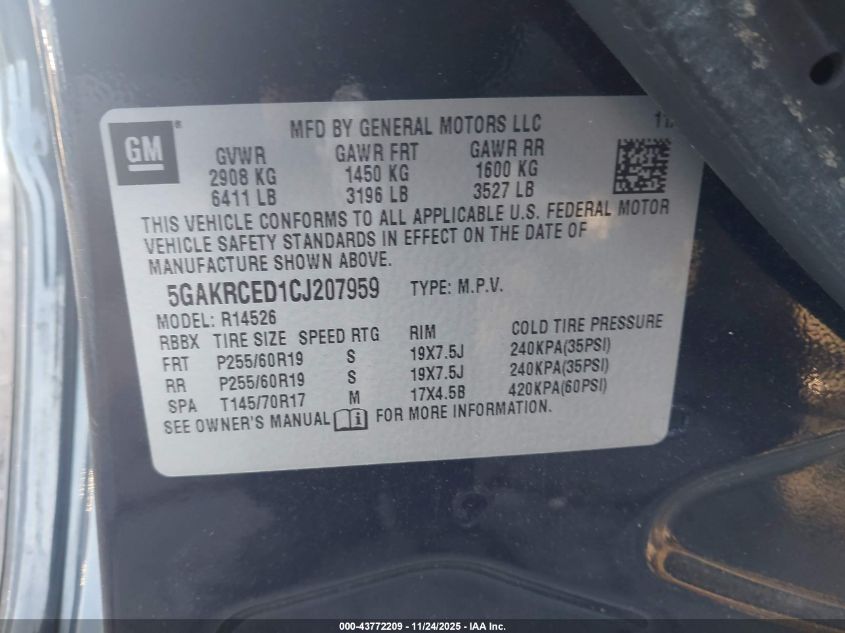 GM
MFD BY GENERAL MOTORS LLC
GVWR GAWR FRT GAWR RR
2908 KG 1450 KG 1600 KG
6411 LB 3196 LB 3527 LB
THIS VEHICLE CONFORMS TO ALL APPLICABLE U.S. FEDERAL MOTOR
VEHICLE SAFETY STANDARDS IN EFFECT ON THE DATE OF
MANUFACTURE SHOWN ABOVE.
5GAKRCED1CJ207959 TYPE: M.P.V.
MODEL: R14526
RBBX TIRE SIZE SPEED RTG RIM COLD TIRE PRESSURE
FRT P255/60R19 S 19X7.5J 240KPA(35PSI)
RR P255/60R19 S 19X7.5J 240KPA(35PSI)
SPA T145/70R17 M 17X4.5B 420KPA(60PSI)
SEE OWNER'S MANUAL i FOR MORE INFORMATION.
000-43772209 - 11/24/2025 - IAA Inc.